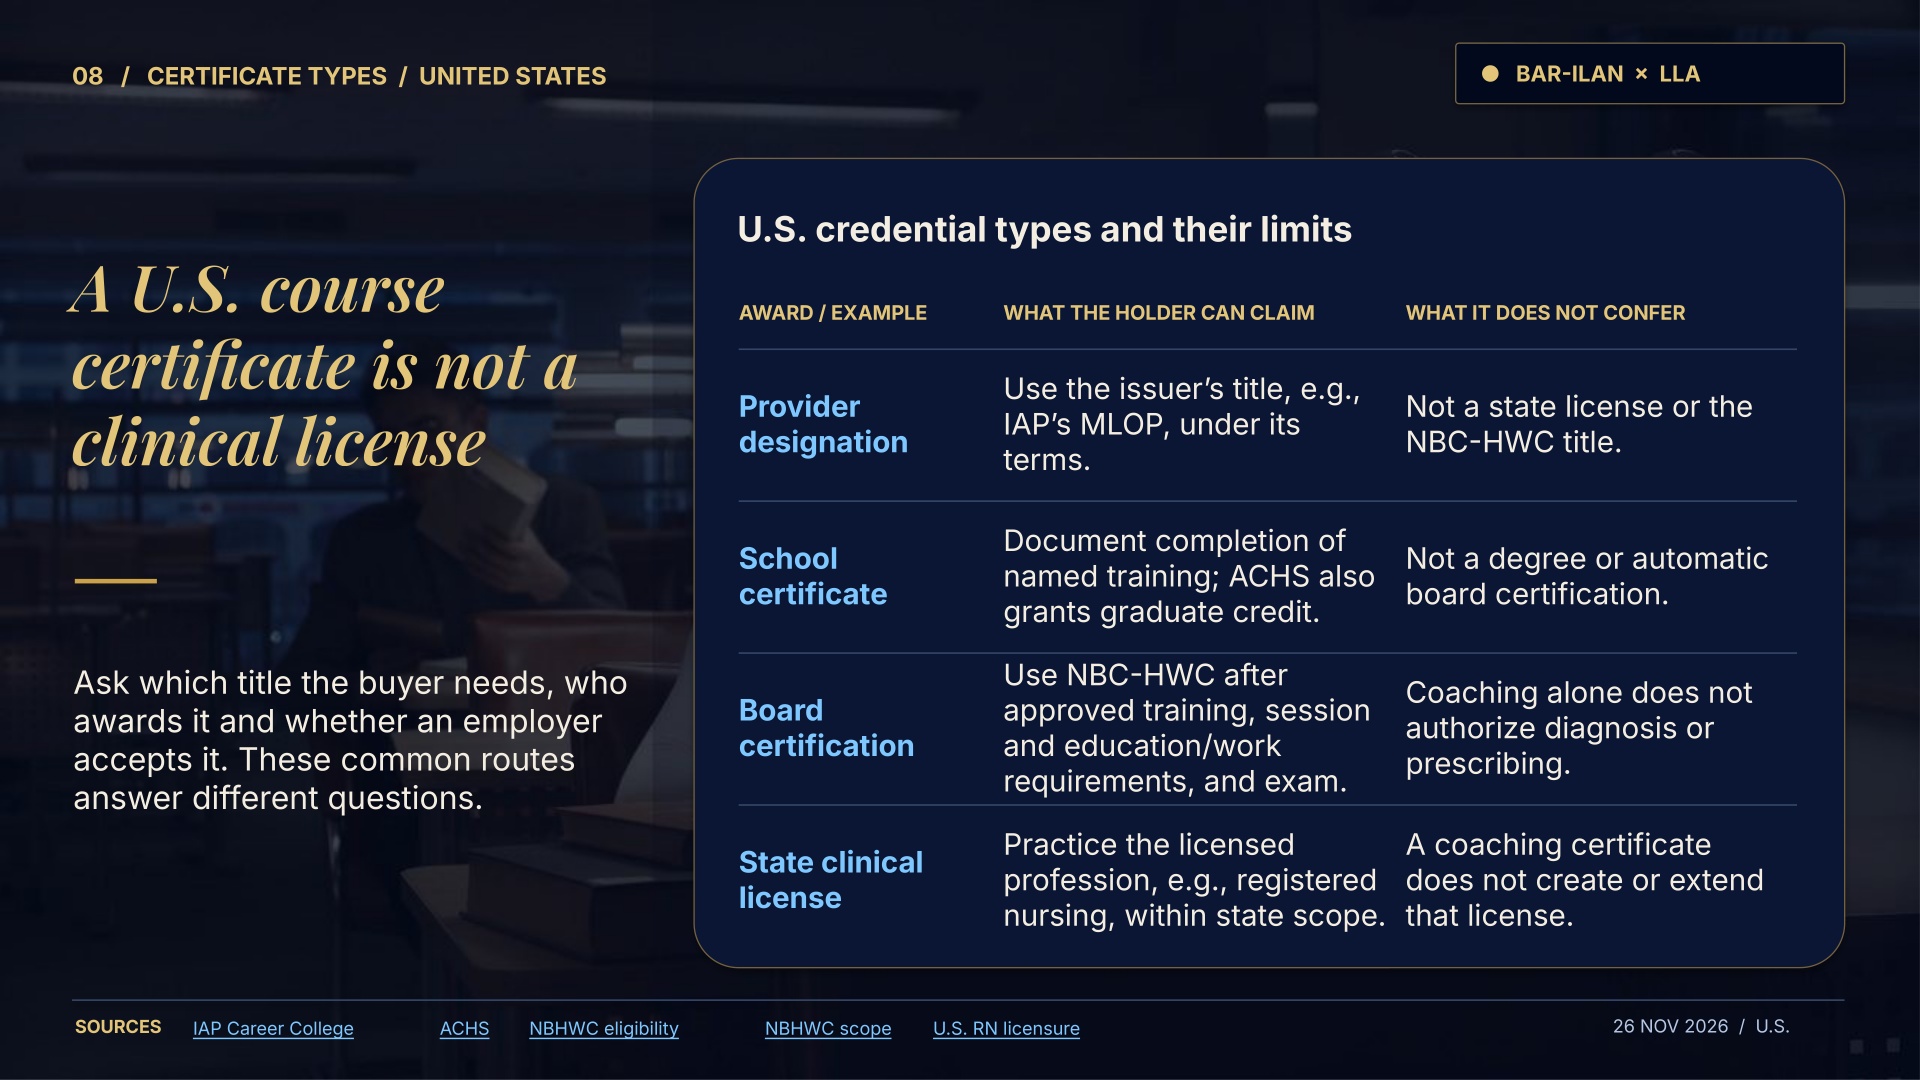 08 / CERTIFICATE TYPES / UNITED STATES
BAR-ILAN × LLA
A U.S. course
certificate is not a
clinical license
Ask which title the buyer needs, who
awards it and whether an employer
accepts it. These common routes
answer different questions.
U.S. credential types and their limits
AWARD / EXAMPLE
WHAT THE HOLDER CAN CLAIM
WHAT IT DOES NOT CONFER
Provider
designation
Use the issuer’s title, e.g.,
IAP’s MLOP, under its
terms.
Not a state license or the
NBC-HWC title.
School
certificate
Document completion of
named training; ACHS also
grants graduate credit.
Not a degree or automatic
board certification.
Board
certification
Use NBC-HWC after
approved training, session
and education/work
requirements, and exam.
Coaching alone does not
authorize diagnosis or
prescribing.
State clinical
license
Practice the licensed
profession, e.g., registered
nursing, within state scope.
A coaching certificate
does not create or extend
that license.
SOURCES
IAP Career College
ACHS
NBHWC eligibility
NBHWC scope
U.S. RN licensure
26 NOV 2026 / U.S.